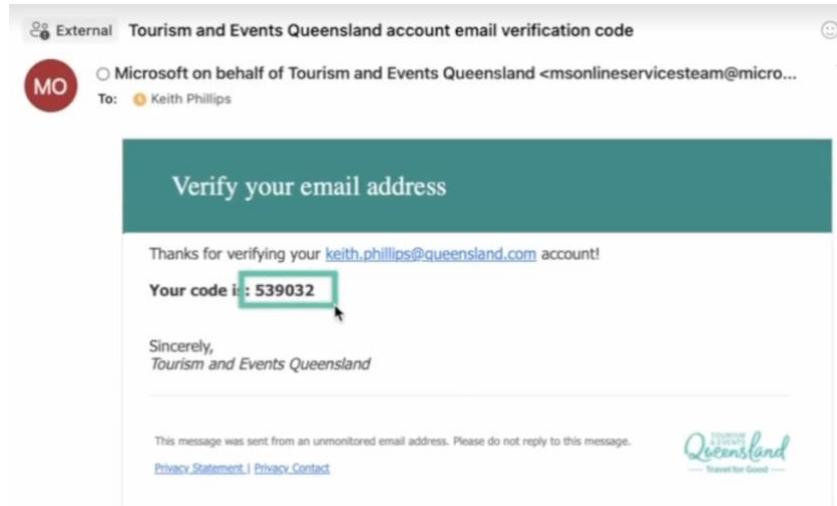 External Tourism and Events Queensland account email verification code
MO
Microsoft on behalf of Tourism and Events Queensland <msonlineservicesteam@micro...
To: Keith Phillips
Verify your email address
Thanks for verifying your keith.phillips@queensland.com account!
Your code is: 539032
Sincerely,
Tourism and Events Queensland
This message was sent from an unmonitored email address. Please do not reply to this message.
Privacy Statement | Privacy Contact
TOURISM
& EVENTS
Queensland
Travel for Good